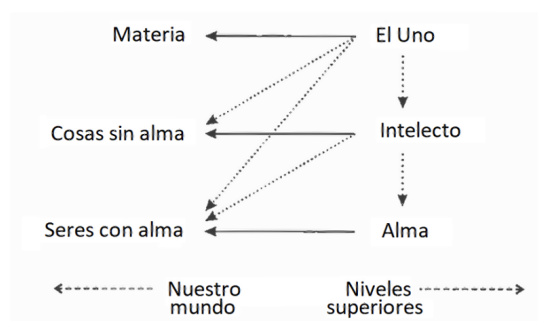 Materia El Uno
Cosas sin alma Intelecto
Seres con alma Alma
Nuestro mundo
Niveles superiores